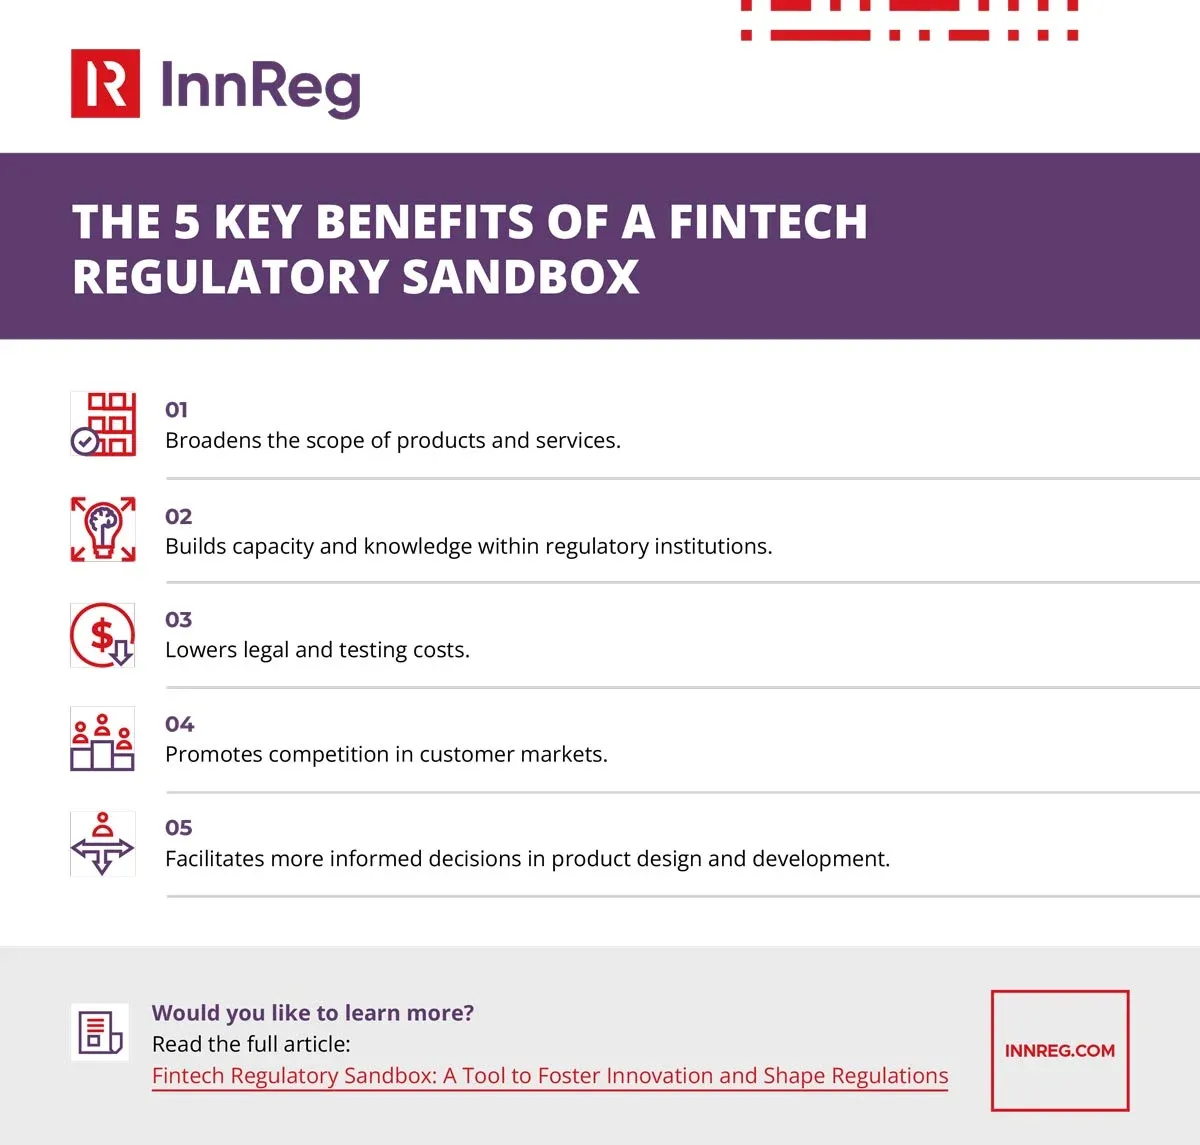 InnReg
THE 5 KEY BENEFITS OF A FINTECH
REGULATORY SANDBOX
01
Broadens the scope of products and services.
02
Builds capacity and knowledge within regulatory institutions.
03
Lowers legal and testing costs.
04
Promotes competition in customer markets.
05
Facilitates more informed decisions in product design and development.
Would you like to learn more?
Read the full article:
Fintech Regulatory Sandbox: A Tool to Foster Innovation and Shape Regulations
INNREG.COM